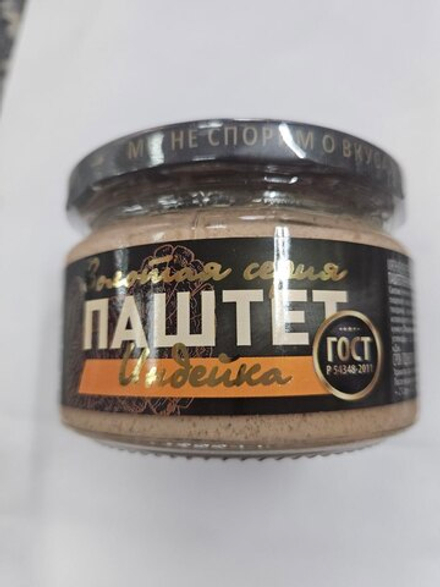 МЫ НЕ СПОРИМ О ВКУСАХ
Золотая серия
ПАШТЕТ
Индейка
ГОСТ
Р 54348-2011